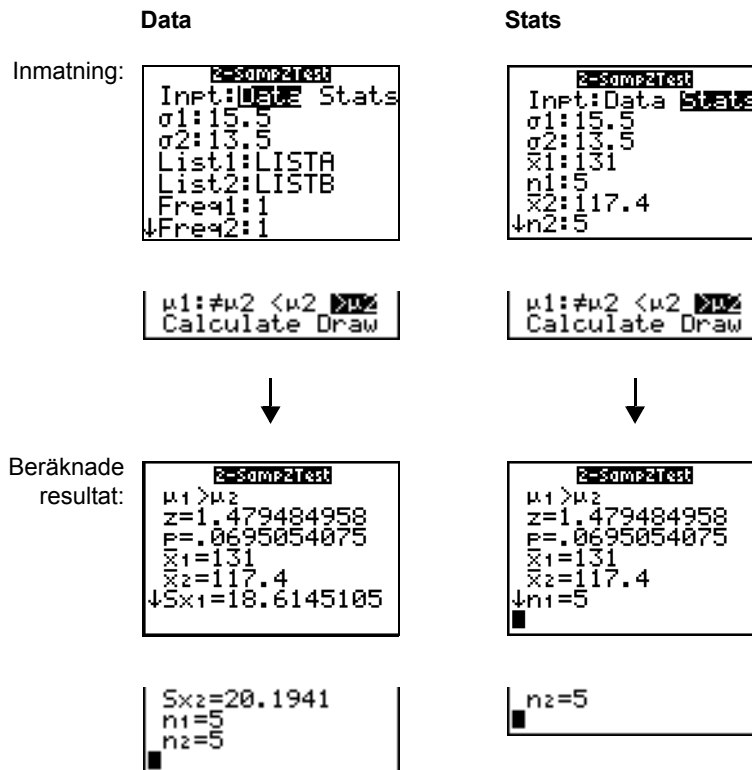 Data
Stats
Inmatning:
2-SampZTest
Inpt:Data Stats
σ1:15.5
σ2:13.5
List1:LISTA
List2:LISTB
Freq1:1
↓Freq2:1
μ1:≠μ2 <μ2 >μ2
Calculate Draw
2-SampZTest
Inpt:Data Stats
σ1:15.5
σ2:13.5
x̄1:131
n1:5
x̄2:117.4
↓n2:5
μ1:≠μ2 <μ2 >μ2
Calculate Draw
Beräknade
resultat:
2-SampZTest
μ1>μ2
z=1.479484958
p=.0695054075
x̄1=131
x̄2=117.4
↓Sx1=18.6145105
Sx2=20.1941
n1=5
n2=5
2-SampZTest
μ1>μ2
z=1.479484958
p=.0695054075
x̄1=131
x̄2=117.4
↓n1=5
n2=5